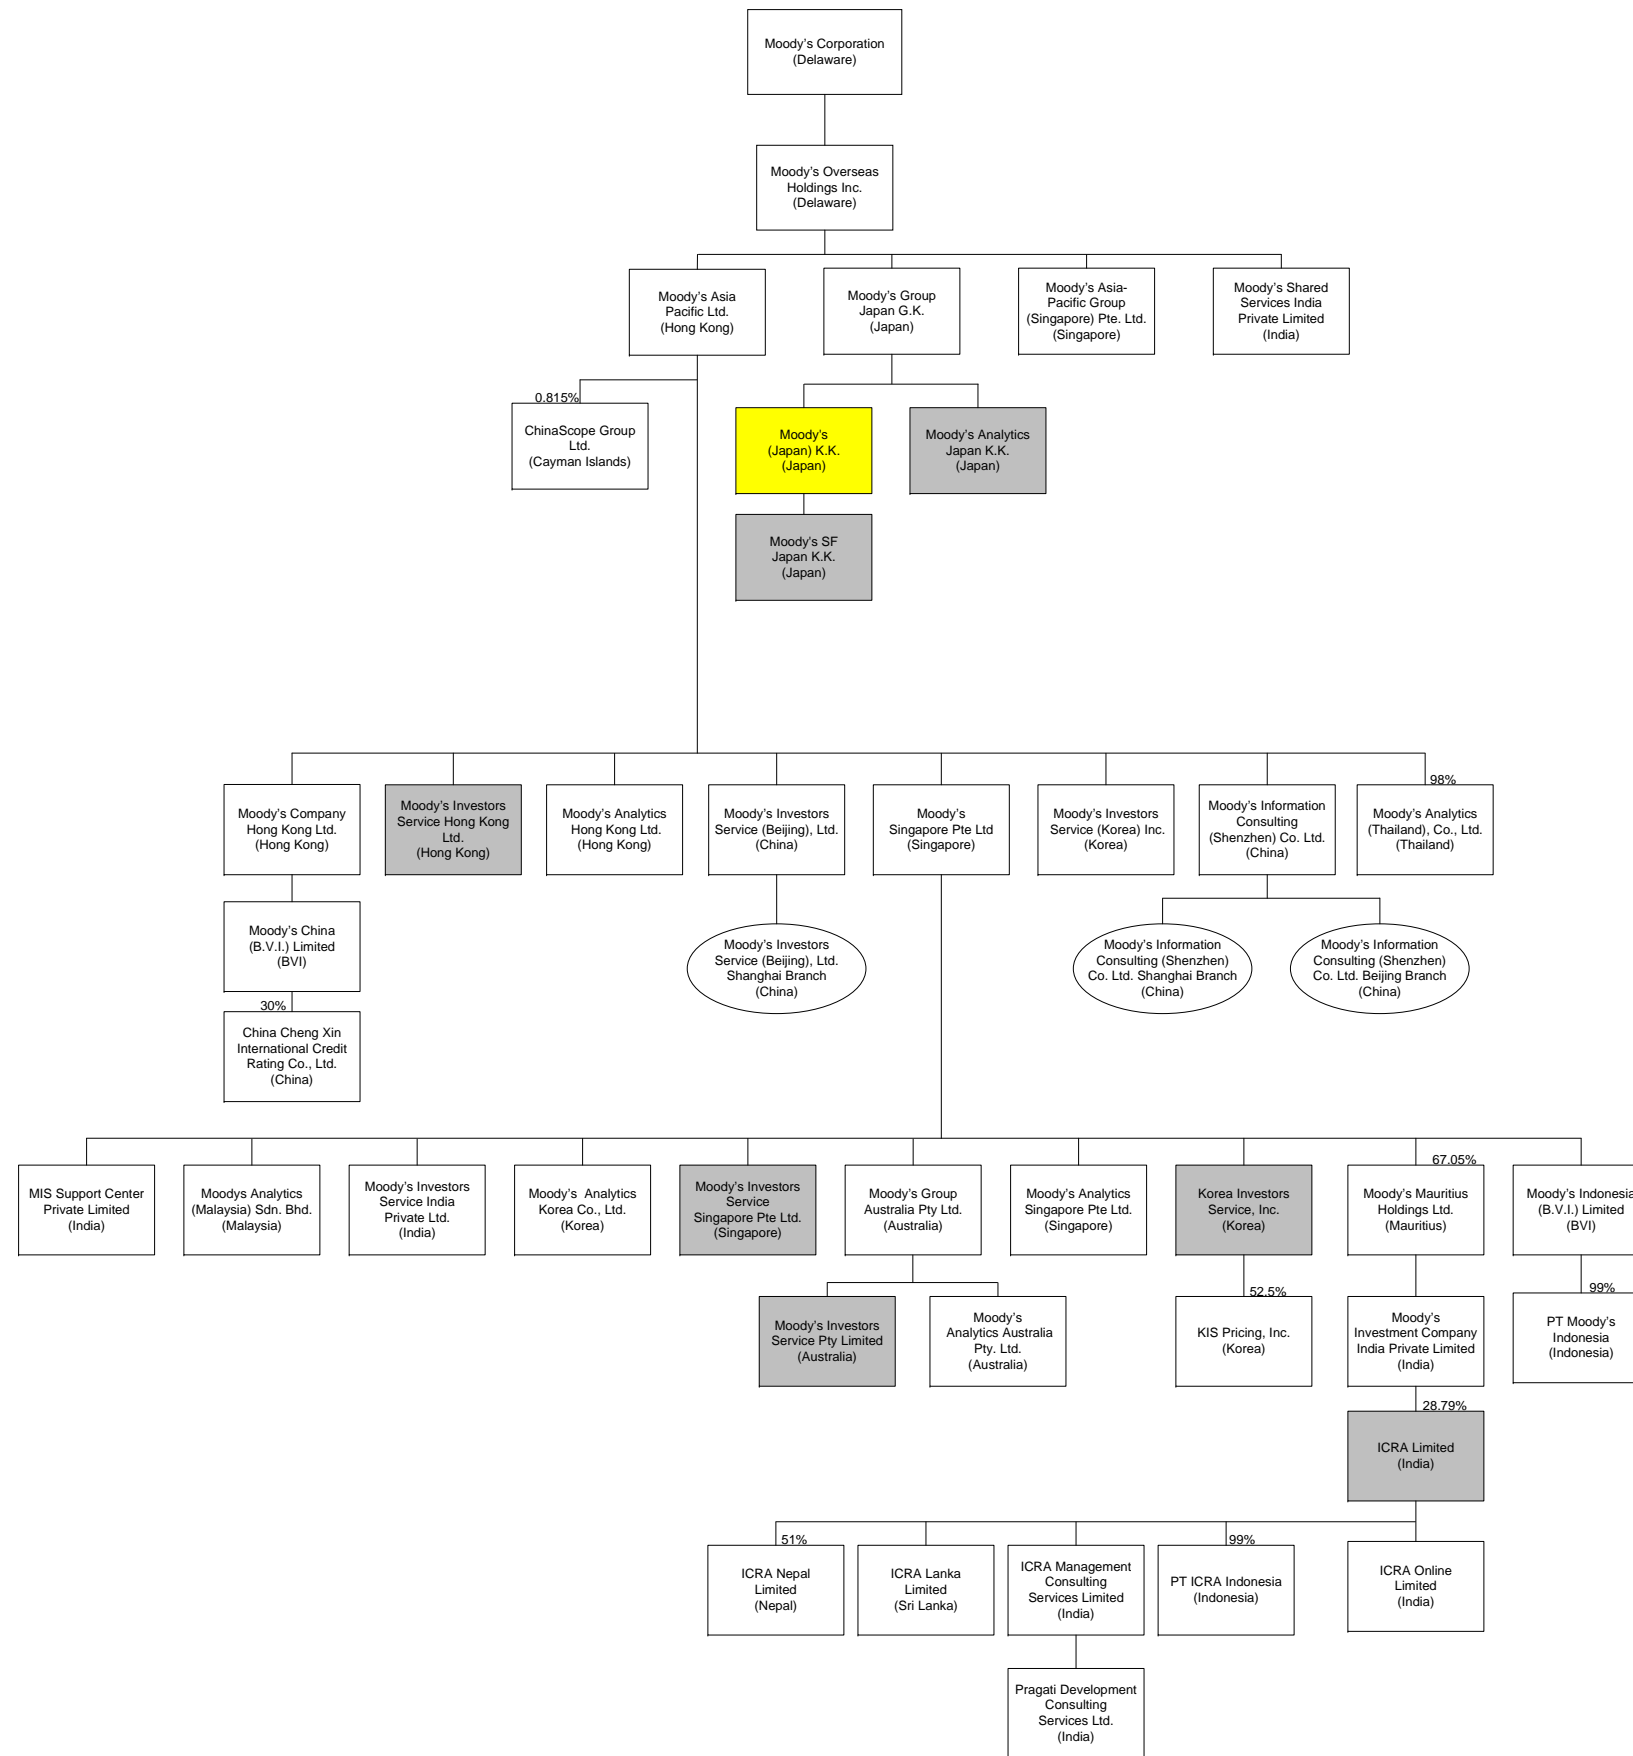 Moody's Corporation
(Delaware)
Moody's Overseas
Holdings Inc.
(Delaware)
Moody's Asia
Pacific Ltd.
(Hong Kong)
Moody's Group
Japan G.K.
(Japan)
Moody's Asia-
Pacific Group
(Singapore) Pte. Ltd.
(Singapore)
Moody's Shared
Services India
Private Limited
(India)
0.815%
ChinaScope Group
Ltd.
(Cayman Islands)
Moody's
(Japan) K.K.
(Japan)
Moody's Analytics
Japan K.K.
(Japan)
Moody's SF
Japan K.K.
(Japan)
Moody's Company
Hong Kong Ltd.
(Hong Kong)
Moody's Investors
Service Hong Kong
Ltd.
(Hong Kong)
Moody's Analytics
Hong Kong Ltd.
(Hong Kong)
Moody's Investors
Service (Beijing), Ltd.
(China)
Moody's
Singapore Pte Ltd
(Singapore)
Moody's Investors
Service (Korea) Inc.
(Korea)
Moody's Information
Consulting
(Shenzhen) Co. Ltd.
(China)
98%
Moody's Analytics
(Thailand), Co., Ltd.
(Thailand)
Moody's China
(B.V.I.) Limited
(BVI)
Moody's Investors
Service (Beijing), Ltd.
Shanghai Branch
(China)
Moody's Information
Consulting (Shenzhen)
Co. Ltd. Shanghai Branch
(China)
Moody's Information
Consulting (Shenzhen)
Co. Ltd. Beijing Branch
(China)
30%
China Cheng Xin
International Credit
Rating Co., Ltd.
(China)
MIS Support Center
Private Limited
(India)
Moodys Analytics
(Malaysia) Sdn. Bhd.
(Malaysia)
Moody's Investors
Service India
Private Ltd.
(India)
Moody's Analytics
Korea Co., Ltd.
(Korea)
Moody's Investors
Service
Singapore Pte Ltd.
(Singapore)
Moody's Group
Australia Pty Ltd.
(Australia)
Moody's Analytics
Singapore Pte Ltd.
(Singapore)
Korea Investors
Service, Inc.
(Korea)
67.05%
Moody's Mauritius
Holdings Ltd.
(Mauritius)
Moody's Indonesia
(B.V.I.) Limited
(BVI)
Moody's Investors
Service Pty Limited
(Australia)
Moody's
Analytics Australia
Pty. Ltd.
(Australia)
52.5%
KIS Pricing, Inc.
(Korea)
Moody's
Investment Company
India Private Limited
(India)
99%
PT Moody's
Indonesia
(Indonesia)
28.79%
ICRA Limited
(India)
51%
ICRA Nepal
Limited
(Nepal)
ICRA Lanka
Limited
(Sri Lanka)
ICRA Management
Consulting
Services Limited
(India)
99%
PT ICRA Indonesia
(Indonesia)
ICRA Online
Limited
(India)
Pragati Development
Consulting
Services Ltd.
(India)